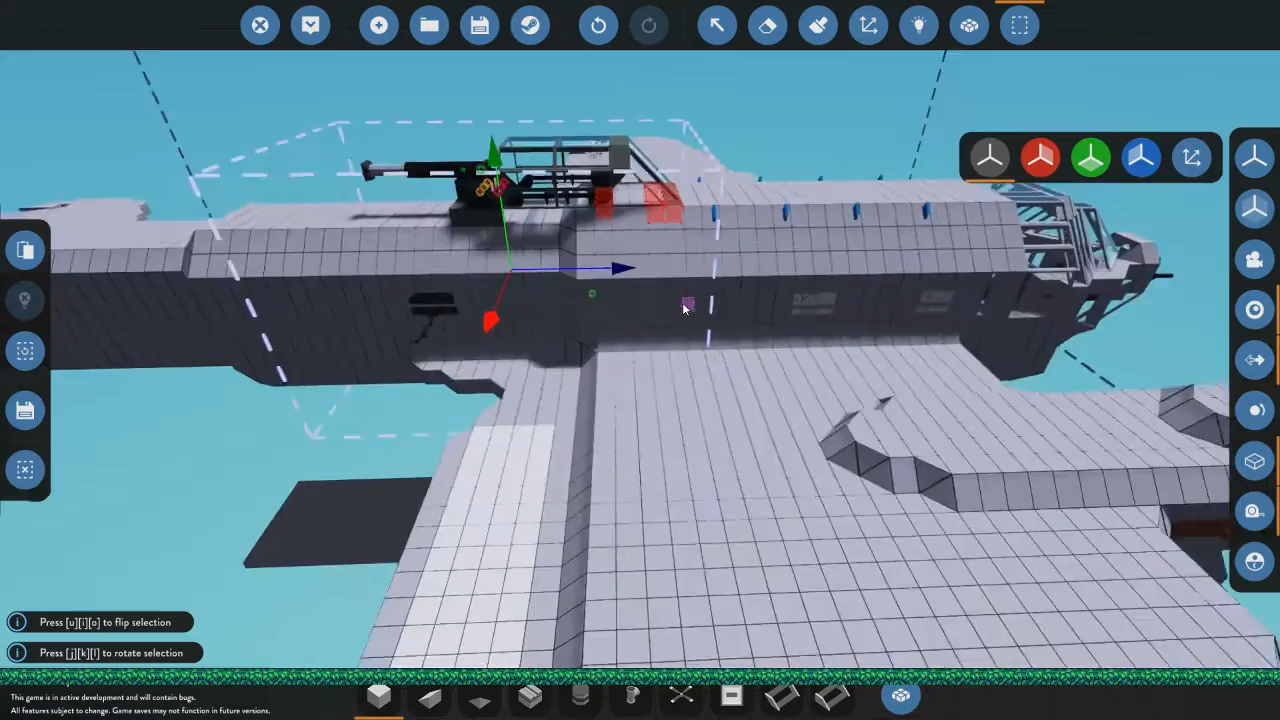 Press [u][i][o] to flip selection
Press [j][k][l] to rotate selection
This game is in active development and will contain bugs.
All features subject to change. Game saves may not function in future versions.